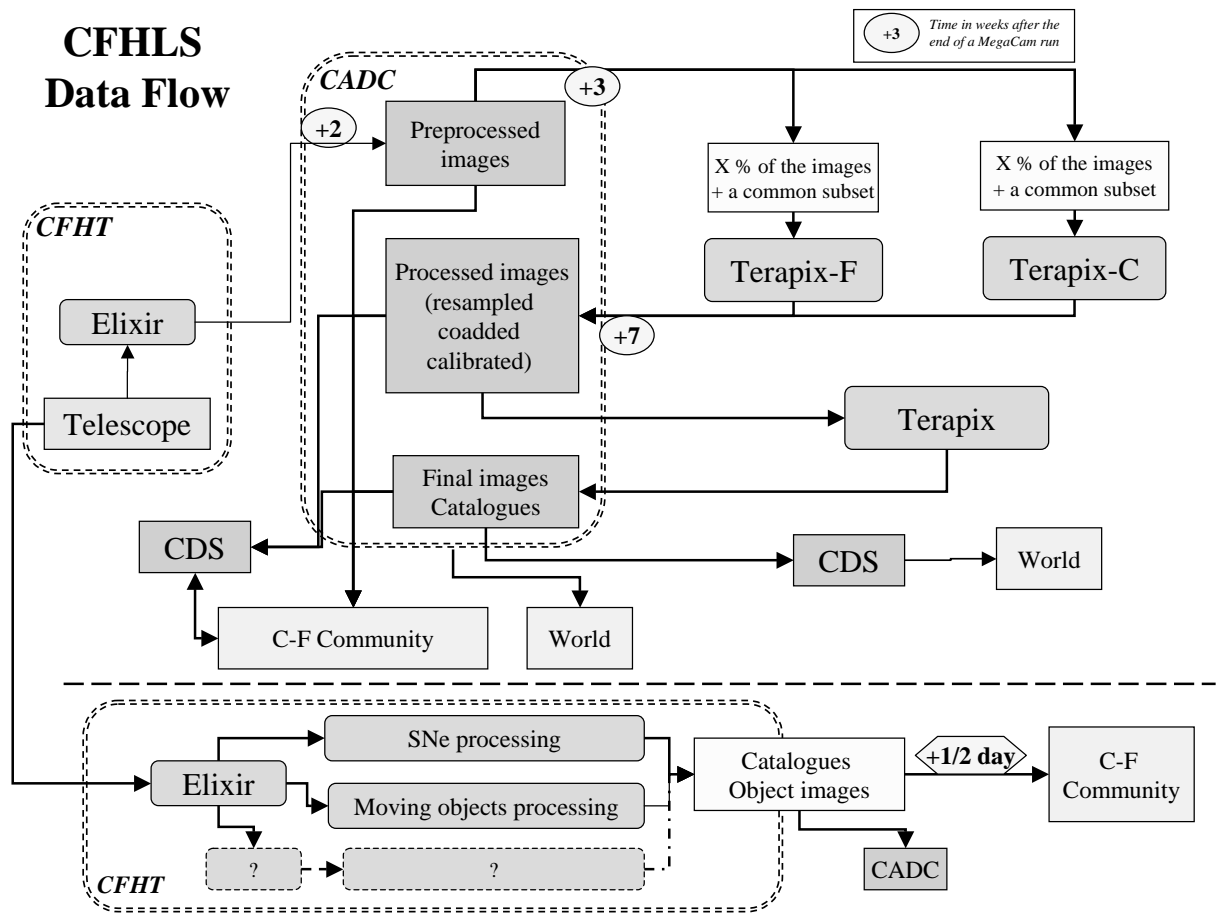 CFHLS
Data Flow
+3
Time in weeks after the
end of a MegaCam run
CADC
+3
+2
Preprocessed
images
X % of the images
+ a common subset
X % of the images
+ a common subset
CFHT
Terapix-F
Terapix-C
Processed images
(resampled
coadded
calibrated)
Elixir
+7
Telescope
Terapix
Final images
Catalogues
CDS
CDS
World
C-F Community
World
SNe processing
Elixir
Moving objects processing
?
?
CFHT
Catalogues
Object images
+1/2 day
C-F
Community
CADC